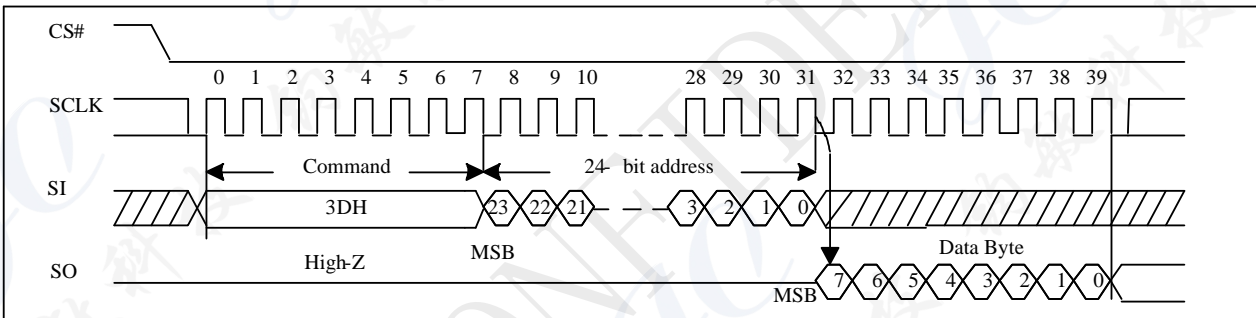 CS#
0 1 2 3 4 5 6 7 8 9 10 28 29 30 31 32 33 34 35 36 37 38 39
SCLK
Command 24- bit address
SI
3DH 23 22 21 3 2 1 0
MSB Data Byte
High-Z
SO
MSB 7 6 5 4 3 2 1 0